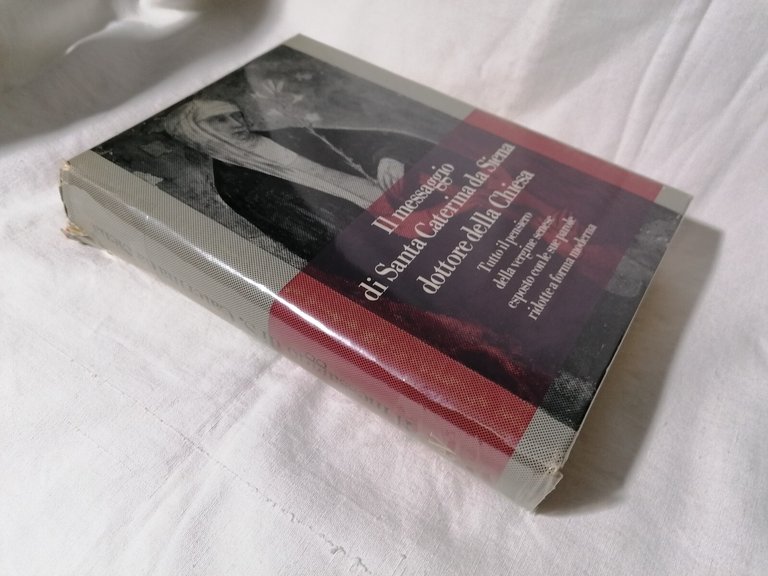 Il messaggio
di Santa Caterina da Siena
dottore della Chiesa
Tutto il pensiero
della vergine senese
esposto con le sue parole
ridotte a forma moderna